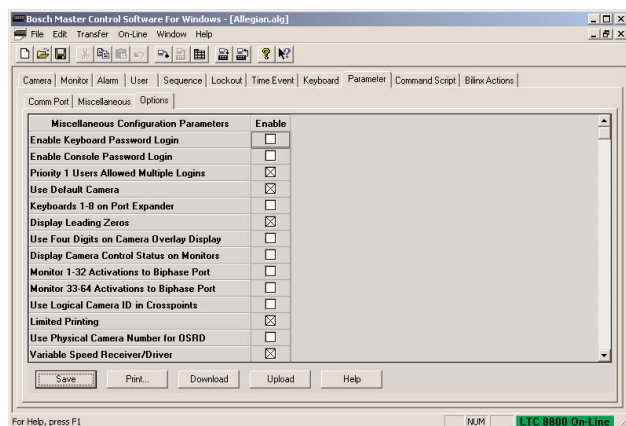 Bosch Master Control Software For Windows - [Allegian.alg]
File Edit Transfer On-Line Window Help
Camera Monitor Alarm User Sequence Lockout Time Event Keyboard Parameter Command Script Bilinx Actions
Comm Port Miscellaneous Options
Miscellaneous Configuration Parameters Enable
Enable Keyboard Password Login
Enable Console Password Login
Priority 1 Users Allowed Multiple Logins
Use Default Camera
Keyboards 1-8 on Port Expander
Display Leading Zeros
Use Four Digits on Camera Overlay Display
Display Camera Control Status on Monitors
Monitor 1-32 Activations to Biphase Port
Monitor 33-64 Activations to Biphase Port
Use Logical Camera ID in Crosspoints
Limited Printing
Use Physical Camera Number for OSRD
Variable Speed Receiver/Driver
Save Print... Download Upload Help
For Help, press F1 NUM LTC 8800 On-Line